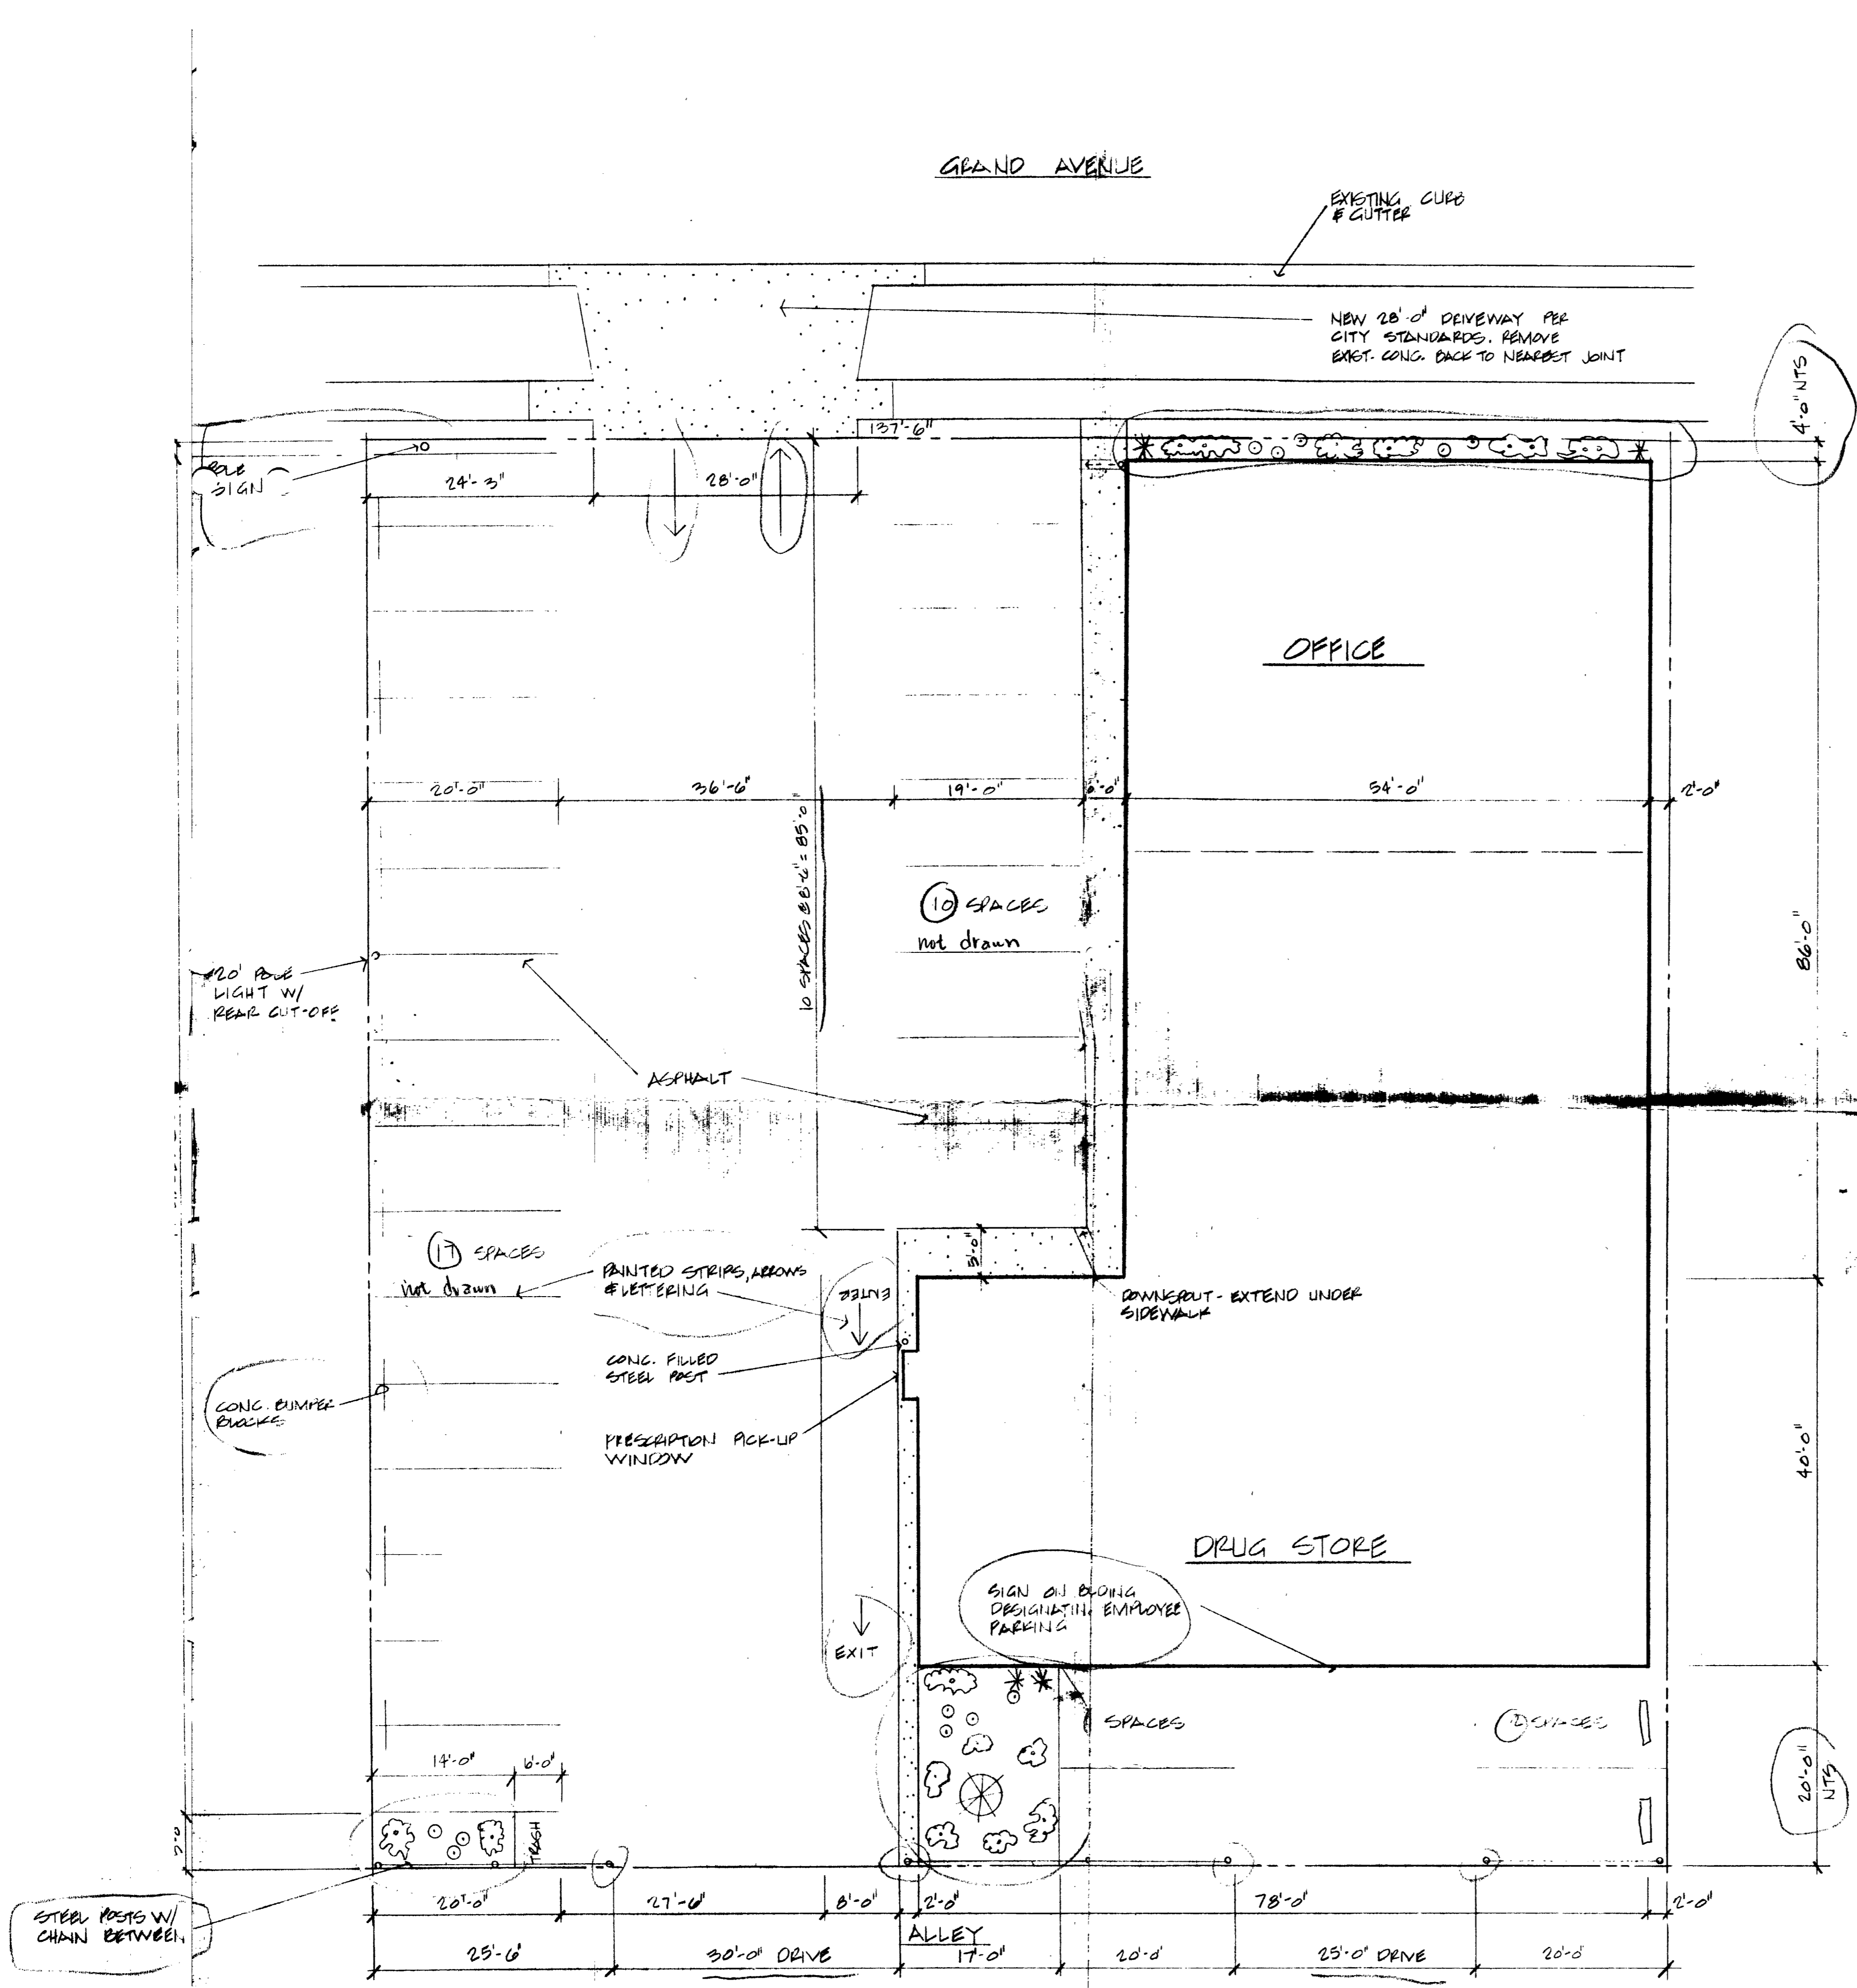 GRAND AVENUE
EXISTING CURB
& GUTTER
NEW 28'-0" DRIVEWAY PER
CITY STANDARDS. REMOVE
EXIST. CONC. BACK TO NEAREST JOINT
4'-0" NTS
137'-6"
POLE
SIGN
24'-3"
28'-0"
OFFICE
20'-0"
36'-6"
19'-0"
6'-0"
54'-0"
2'-0"
10 SPACES @ 8'-6" = 85'-0"
10 SPACES
not drawn
86'-0"
20' POLE
LIGHT W/
REAR CUT-OFF
ASPHALT
17 SPACES
not drawn
PAINTED STRIPS, ARROWS
& LETTERING
ENTER
5'-0"
DOWNSPOUT - EXTEND UNDER
SIDEWALK
CONC. FILLED
STEEL POST
CONC. BUMPER
BLOCKS
PRESCRIPTION PICK-UP
WINDOW
40'-0"
DRUG STORE
SIGN ON BLDING
DESIGNATIN. EMPLOYEE
PARKING
EXIT
SPACES
2 SPACES
14'-0"
6'-0"
20'-0"
NTS
TRASH
STEEL POSTS W/
CHAIN BETWEEN
20'-0"
27'-6"
8'-0"
2'-0"
78'-0"
2'-0"
ALLEY
25'-6"
30'-0" DRIVE
17'-0"
20'-0"
25'-0" DRIVE
20'-0"